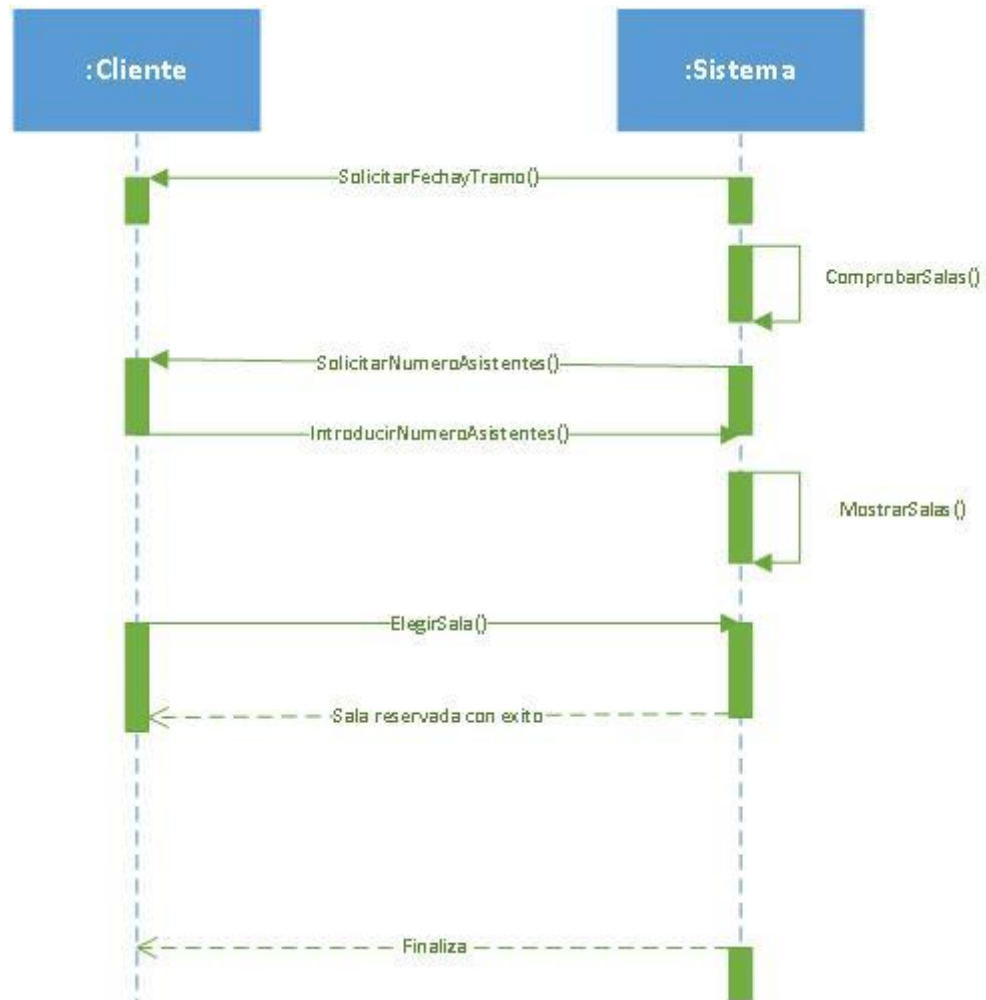 :Cliente
:Sistema
SolicitarFechayTramo()
ComprobarSalas()
SolicitarNumeroAsistentes()
IntroducirNumeroAsistentes()
MostrarSalas()
ElegirSala()
Sala reservada con exito
Finaliza